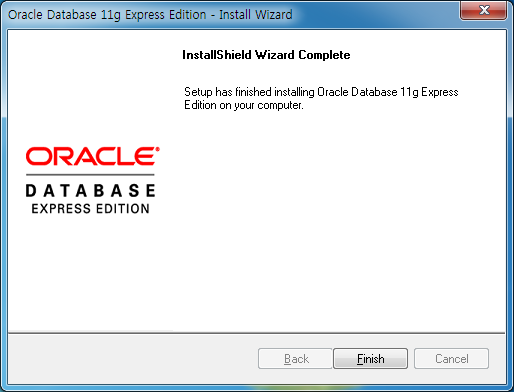 Oracle Database 11g Express Edition - Install Wizard
InstallShield Wizard Complete
Setup has finished installing Oracle Database 11g Express
Edition on your computer.
ORACLE®
DATABASE
EXPRESS EDITION
Back
Finish
Cancel